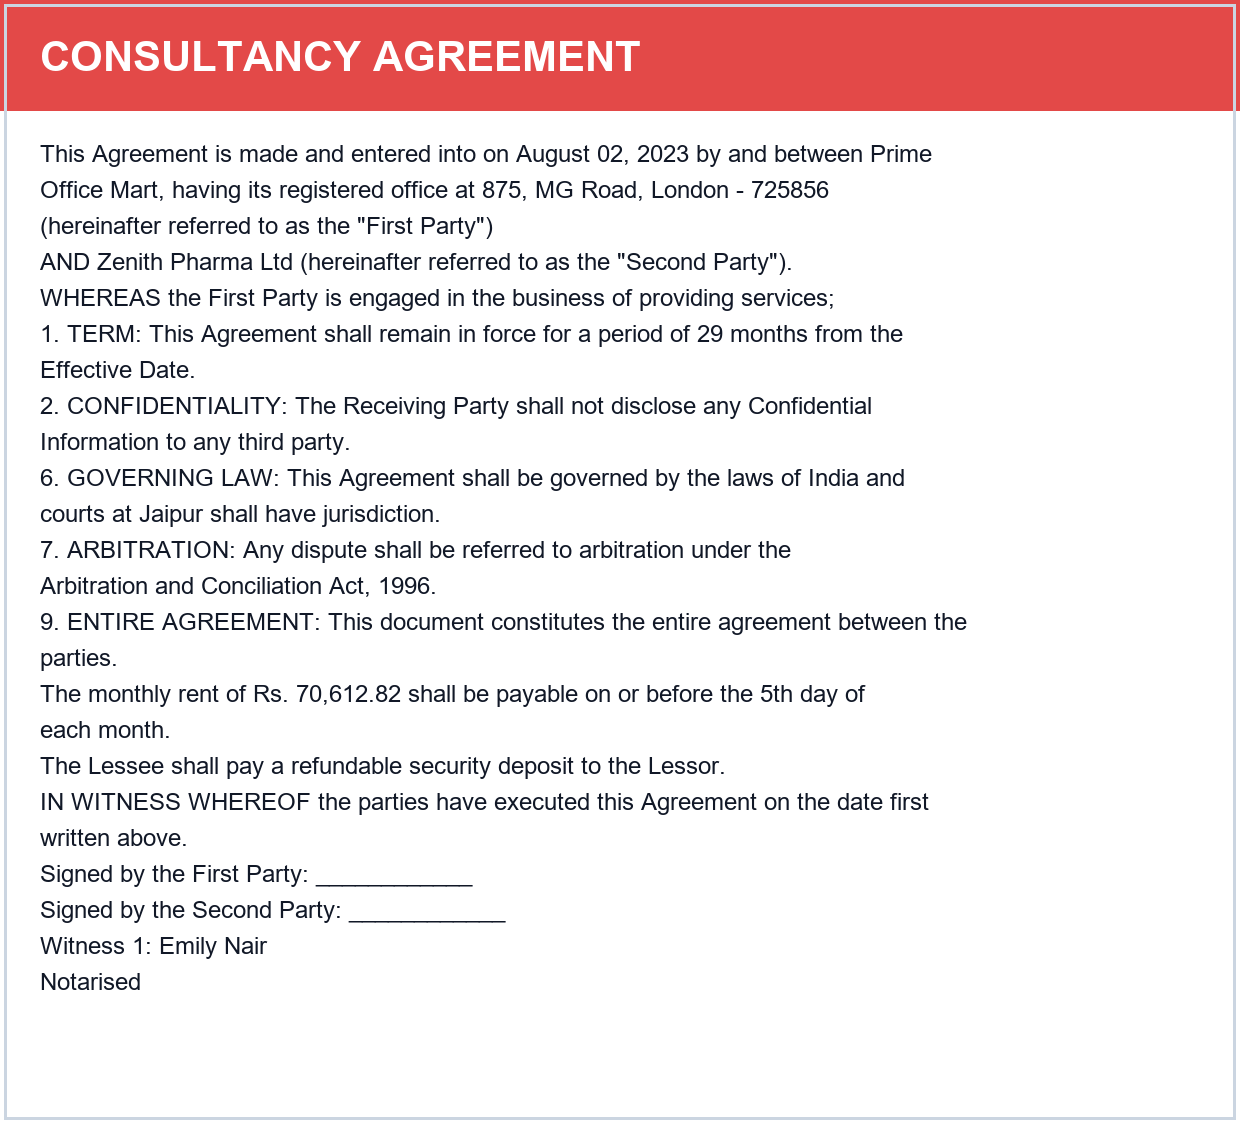 CONSULTANCY AGREEMENT
This Agreement is made and entered into on August 02, 2023 by and between Prime
Office Mart, having its registered office at 875, MG Road, London - 725856
(hereinafter referred to as the "First Party")
AND Zenith Pharma Ltd (hereinafter referred to as the "Second Party").
WHEREAS the First Party is engaged in the business of providing services;
1. TERM: This Agreement shall remain in force for a period of 29 months from the
Effective Date.
2. CONFIDENTIALITY: The Receiving Party shall not disclose any Confidential
Information to any third party.
6. GOVERNING LAW: This Agreement shall be governed by the laws of India and
courts at Jaipur shall have jurisdiction.
7. ARBITRATION: Any dispute shall be referred to arbitration under the
Arbitration and Conciliation Act, 1996.
9. ENTIRE AGREEMENT: This document constitutes the entire agreement between the
parties.
The monthly rent of Rs. 70,612.82 shall be payable on or before the 5th day of
each month.
The Lessee shall pay a refundable security deposit to the Lessor.
IN WITNESS WHEREOF the parties have executed this Agreement on the date first
written above.
Signed by the First Party: ____________
Signed by the Second Party: ____________
Witness 1: Emily Nair
Notarised